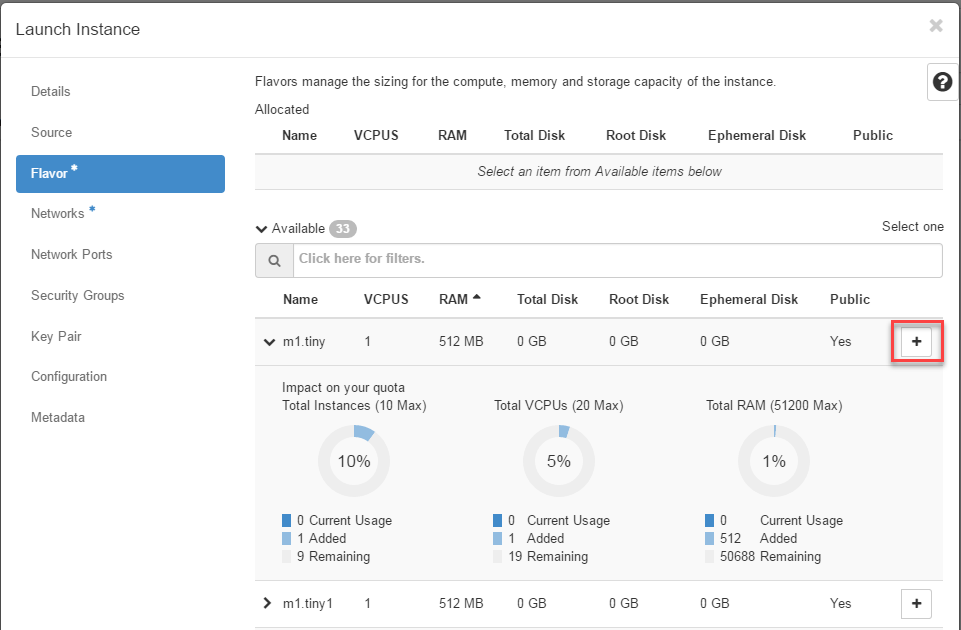 Launch Instance ×
Details
Source
Flavor *
Networks *
Network Ports
Security Groups
Key Pair
Configuration
Metadata
Flavors manage the sizing for the compute, memory and storage capacity of the instance. ?
Allocated
Name VCPUS RAM Total Disk Root Disk Ephemeral Disk Public
Select an item from Available items below
Available 33 Select one
Click here for filters.
Name VCPUS RAM Total Disk Root Disk Ephemeral Disk Public
m1.tiny 1 512 MB 0 GB 0 GB 0 GB Yes +
Impact on your quota
Total Instances (10 Max) Total VCPUs (20 Max) Total RAM (51200 Max)
10% 5% 1%
0 Current Usage 0 Current Usage 0 Current Usage
1 Added 1 Added 512 Added
9 Remaining 19 Remaining 50688 Remaining
m1.tiny1 1 512 MB 0 GB 0 GB 0 GB Yes +